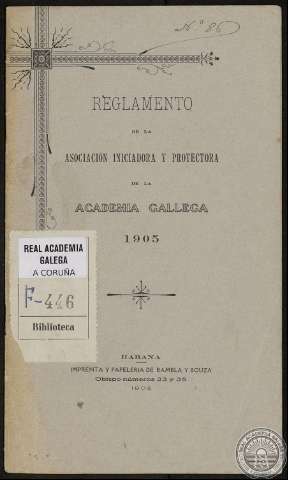 Nº 86
REGLAMENTO
DE LA
ASOCIACION INICIADORA Y PROTECTORA
DE LA
ACADEMIA GALLEGA
1905
REAL ACADEMIA
GALEGA
A CORUÑA
F-446
Biblioteca
HABANA
IMPRENTA Y PAPELERIA DE RAMBLA Y BOUZA
Obispo números 33 y 35